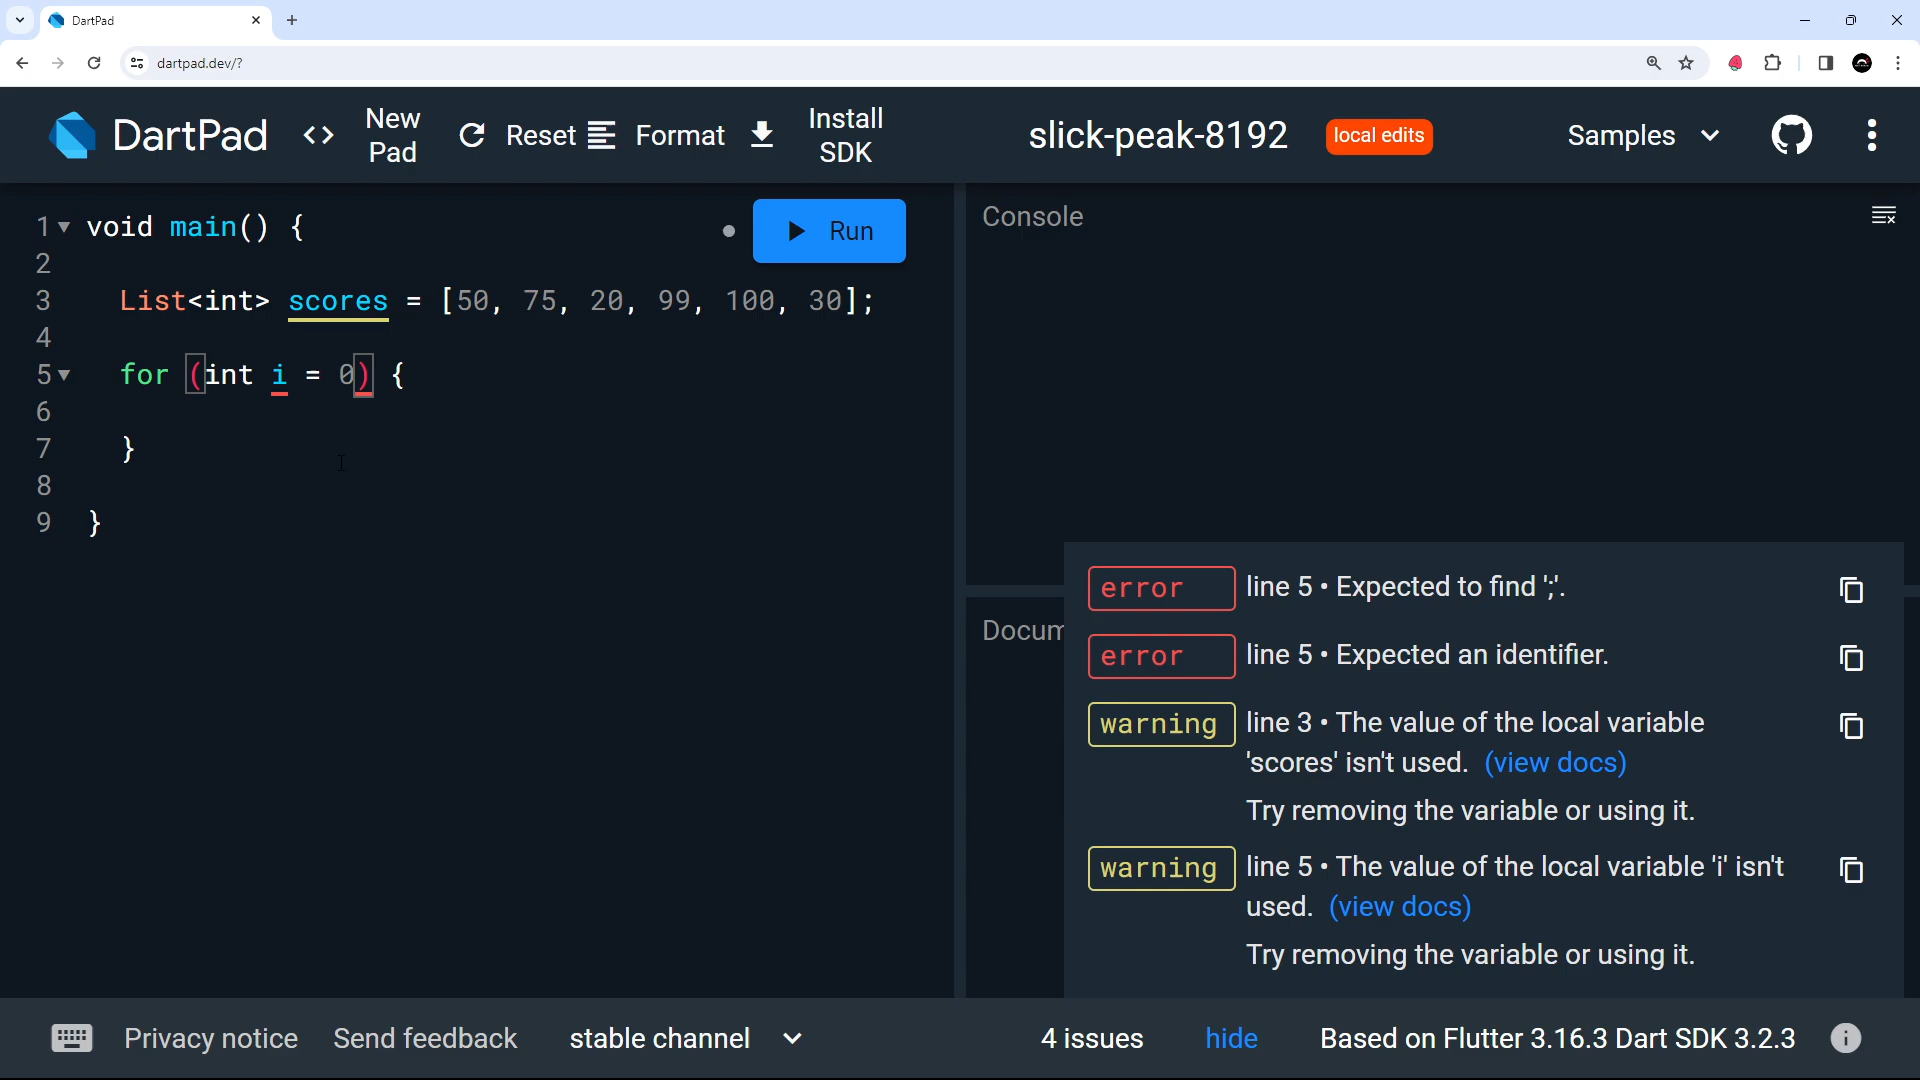 DartPad
dartpad.dev/?
DartPad
<> New Pad
Reset
Format
Install SDK
slick-peak-8192
local edits
Samples
1 void main() {
2
3 List<int> scores = [50, 75, 20, 99, 100, 30];
4
5 for (int i = 0) {
6
7 }
8
9 }
Run
Console
Docum
error line 5 • Expected to find ';'.
error line 5 • Expected an identifier.
warning line 3 • The value of the local variable
'scores' isn't used. (view docs)
Try removing the variable or using it.
warning line 5 • The value of the local variable 'i' isn't
used. (view docs)
Try removing the variable or using it.
Privacy notice
Send feedback
stable channel
4 issues
hide
Based on Flutter 3.16.3 Dart SDK 3.2.3